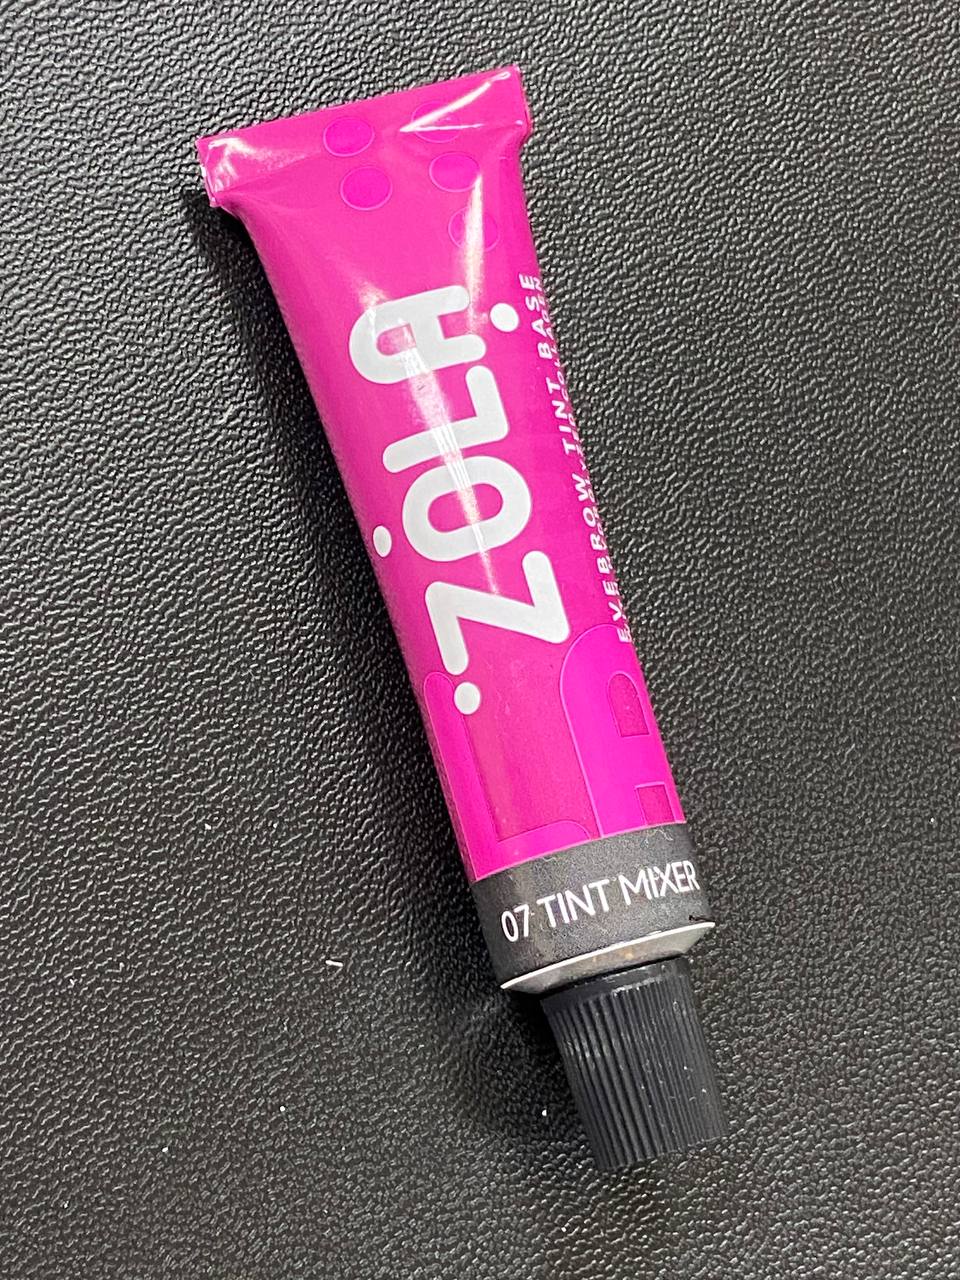 ZOLA
EYEBROW TINT BASE
07 TINT MIXER